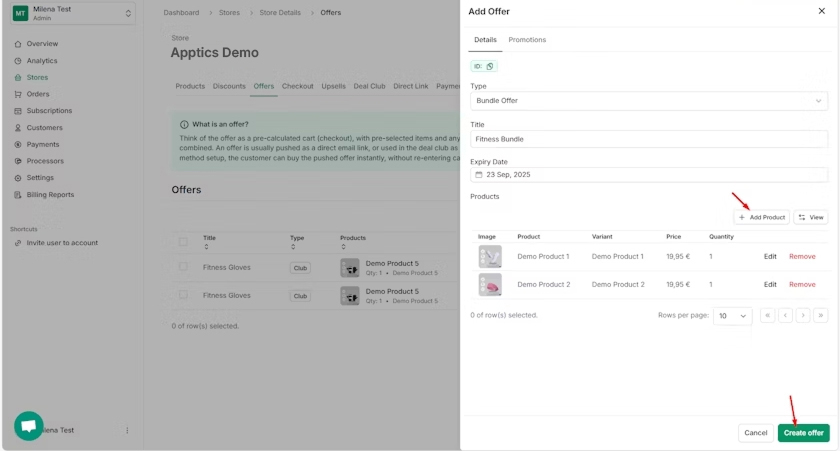 MT
Milena Test
Admin
Overview
Analytics
Stores
Orders
Subscriptions
Customers
Payments
Processors
Settings
Billing Reports
Shortcuts
Invite user to account
ilena Test
Dashboard > Stores > Store Details > Offers
Store
Apptics Demo
Products Discounts Offers Checkout Upsells Deal Club Direct Link Payme
What is an offer?
Think of the offer as a pre-calculated cart (checkout), with pre-selected items and any
combined. An offer is usually pushed as a direct email link, or used in the deal club as
method setup, the customer can buy the pushed offer instantly, without re-entering ca
Offers
Title Type Products
Fitness Gloves Club Demo Product 5
Qty: 1 • Demo Product 5
Fitness Gloves Club Demo Product 5
Qty: 1 • Demo Product 5
0 of row(s) selected.
Add Offer
Details Promotions
ID:
Type
Bundle Offer
Title
Fitness Bundle
Expiry Date
23 Sep, 2025
Products
+ Add Product View
Image Product Variant Price Quantity
Demo Product 1 Demo Product 1 19,95 € 1 Edit Remove
Demo Product 2 Demo Product 2 19,95 € 1 Edit Remove
0 of row(s) selected. Rows per page: 10 « ‹ › »
Cancel Create offer